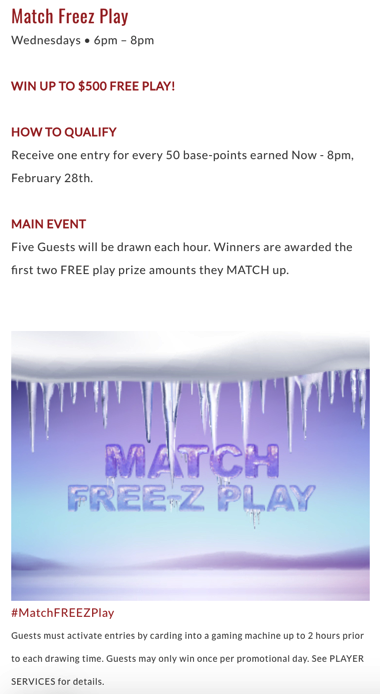 Match Freez Play
Wednesdays • 6pm – 8pm
WIN UP TO $500 FREE PLAY!
HOW TO QUALIFY
Receive one entry for every 50 base-points earned Now - 8pm,
February 28th.
MAIN EVENT
Five Guests will be drawn each hour. Winners are awarded the
first two FREE play prize amounts they MATCH up.
MATCH
FREE-Z PLAY
#MatchFREEZPlay
Guests must activate entries by carding into a gaming machine up to 2 hours prior
to each drawing time. Guests may only win once per promotional day. See PLAYER
SERVICES for details.